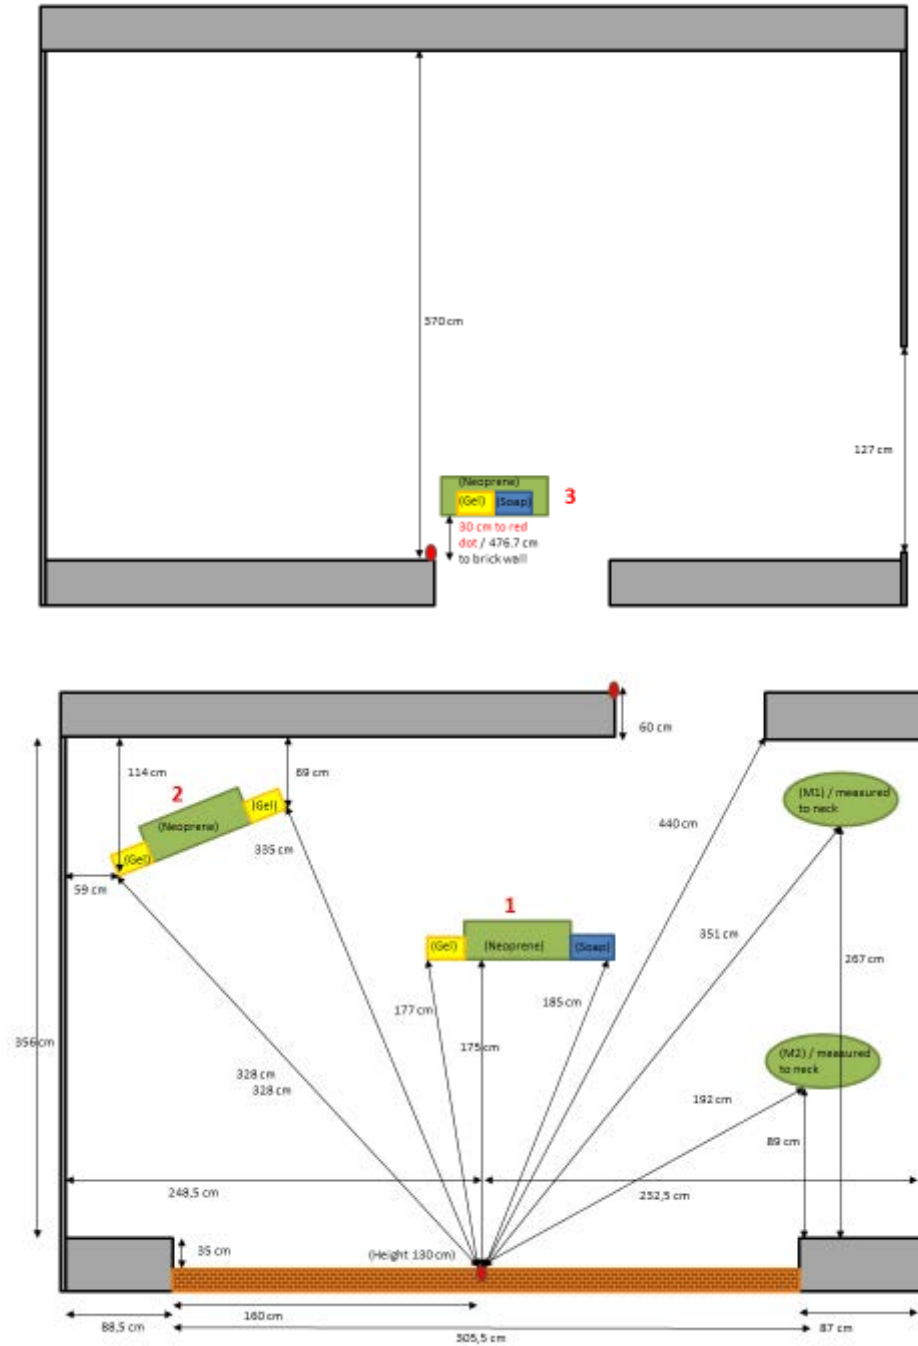 370 cm
127 cm
(Neoprene)
(Gel)
(Soap)
3
30 cm to red
dot / 476.7 cm
to brick wall
60 cm
114 cm
69 cm
2
(Gel)
(Neoprene)
(Gel)
(M1) / measured
to neck
440 cm
335 cm
59 cm
1
(Gel)
(Neoprene)
(Soap)
351 cm
267 cm
177 cm
185 cm
175 cm
356 cm
(M2) / measured
to neck
328 cm
328 cm
192 cm
89 cm
248,5 cm
252,5 cm
35 cm
(Height 130 cm)
160 cm
88,5 cm
305,5 cm
87 cm